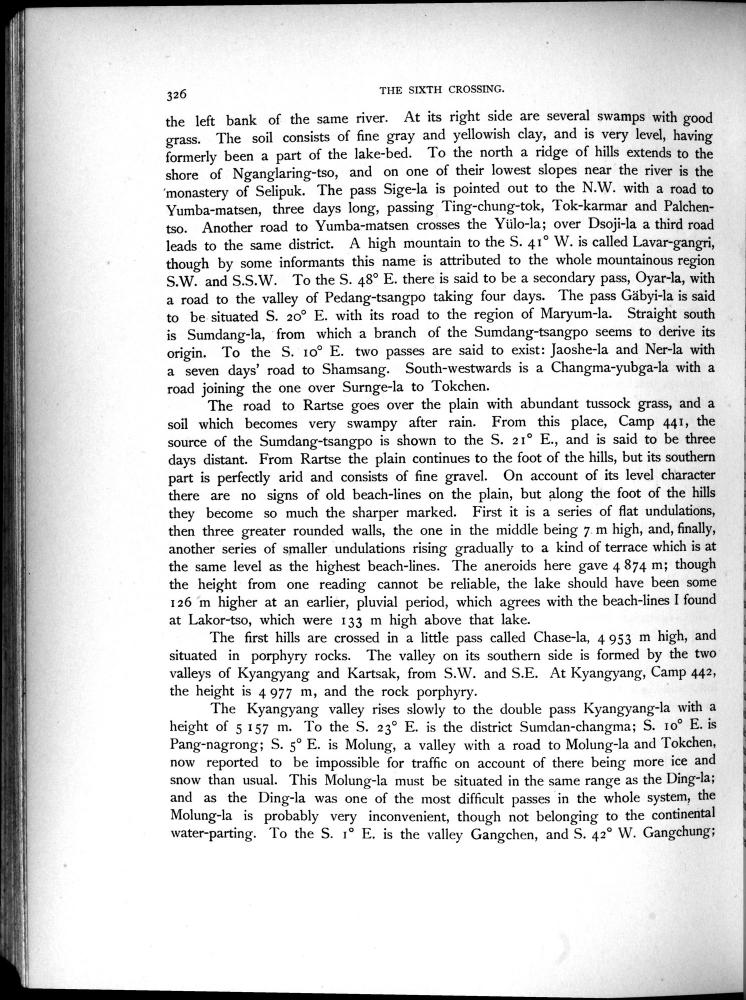 326
THE SIXTH CROSSING.
the left bank of the same river. At its right side are several swamps with good
grass. The soil consists of fine gray and yellowish clay, and is very level, having
formerly been a part of the lake-bed. To the north a ridge of hills extends to the
shore of Nganglaring-tso, and on one of their lowest slopes near the river is the
monastery of Selipuk. The pass Sige-la is pointed out to the N.W. with a road to
Yumba-matsen, three days long, passing Ting-chung-tok, Tok-karmar and Palchen-
tso. Another road to Yumba-matsen crosses the Yülo-la; over Dsoji-la a third road
leads to the same district. A high mountain to the S. 41° W. is called Lavar-gangri,
though by some informants this name is attributed to the whole mountainous region
S.W. and S.S.W. To the S. 48° E. there is said to be a secondary pass, Oyar-la, with
a road to the valley of Pedang-tsangpo taking four days. The pass Gäbyi-la is said
to be situated S. 20° E. with its road to the region of Maryum-la. Straight south
is Sumdang-la, from which a branch of the Sumdang-tsangpo seems to derive its
origin. To the S. 10° E. two passes are said to exist: Jaoshe-la and Ner-la with
a seven days' road to Shamsang. South-westwards is a Changma-yubga-la with a
road joining the one over Surnge-la to Tokchen.
The road to Rartse goes over the plain with abundant tussock grass, and a
soil which becomes very swampy after rain. From this place, Camp 441, the
source of the Sumdang-tsangpo is shown to the S. 21° E., and is said to be three
days distant. From Rartse the plain continues to the foot of the hills, but its southern
part is perfectly arid and consists of fine gravel. On account of its level character
there are no signs of old beach-lines on the plain, but along the foot of the hills
they become so much the sharper marked. First it is a series of flat undulations,
then three greater rounded walls, the one in the middle being 7 m high, and, finally,
another series of smaller undulations rising gradually to a kind of terrace which is at
the same level as the highest beach-lines. The aneroids here gave 4 874 m; though
the height from one reading cannot be reliable, the lake should have been some
126 m higher at an earlier, pluvial period, which agrees with the beach-lines I found
at Lakor-tso, which were 133 m high above that lake.
The first hills are crossed in a little pass called Chase-la, 4 953 m high, and
situated in porphyry rocks. The valley on its southern side is formed by the two
valleys of Kyangyang and Kartsak, from S.W. and S.E. At Kyangyang, Camp 442,
the height is 4 977 m, and the rock porphyry.
The Kyangyang valley rises slowly to the double pass Kyangyang-la with a
height of 5 157 m. To the S. 23° E. is the district Sumdan-changma; S. 10° E. is
Pang-nagrong; S. 5° E. is Molung, a valley with a road to Molung-la and Tokchen,
now reported to be impossible for traffic on account of there being more ice and
snow than usual. This Molung-la must be situated in the same range as the Ding-la;
and as the Ding-la was one of the most difficult passes in the whole system, the
Molung-la is probably very inconvenient, though not belonging to the continental
water-parting. To the S. 1° E. is the valley Gangchen, and S. 42° W. Gangchung;